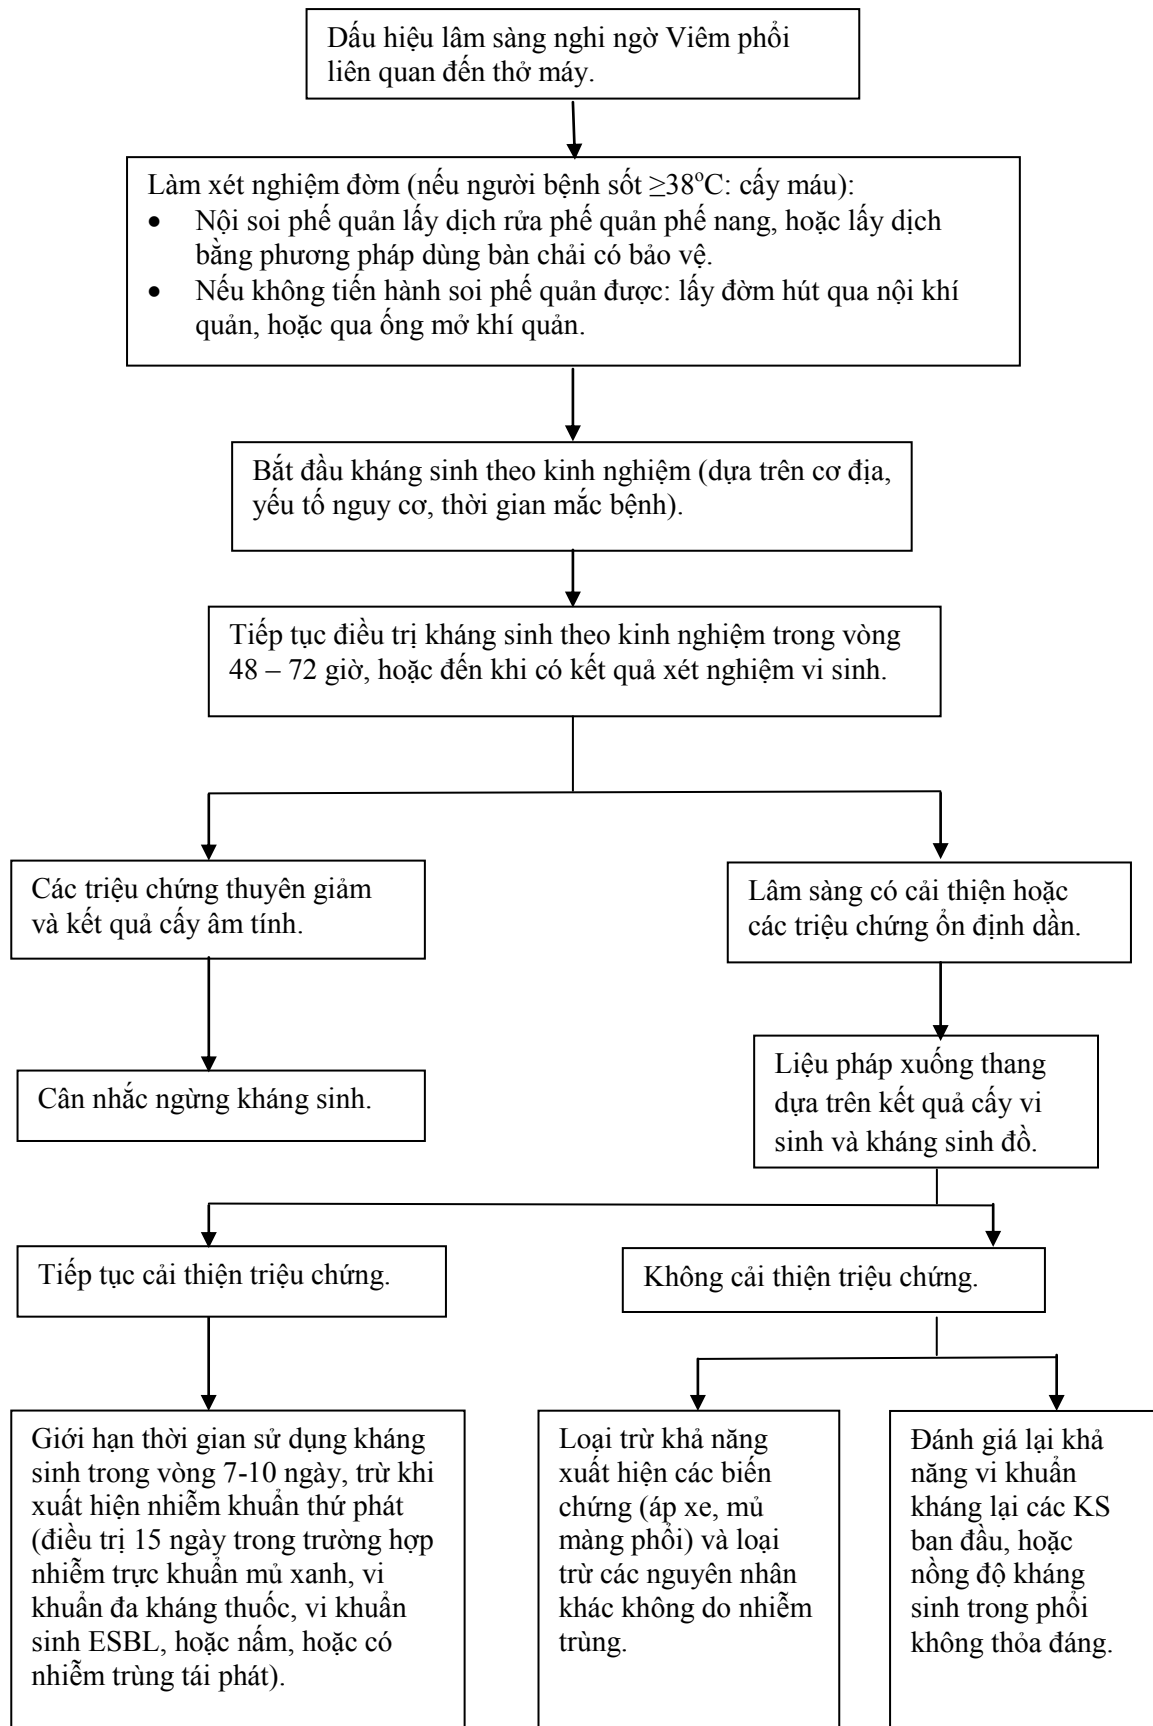 Dấu hiệu lâm sàng nghi ngờ Viêm phổi
liên quan đến thở máy.
Làm xét nghiệm đờm (nếu người bệnh sốt ≥38°C: cấy máu):
• Nội soi phế quản lấy dịch rửa phế quản phế nang, hoặc lấy dịch
bằng phương pháp dùng bàn chải có bảo vệ.
• Nếu không tiến hành soi phế quản được: lấy đờm hút qua nội khí
quản, hoặc qua ống mở khí quản.
Bắt đầu kháng sinh theo kinh nghiệm (dựa trên cơ địa,
yếu tố nguy cơ, thời gian mắc bệnh).
Tiếp tục điều trị kháng sinh theo kinh nghiệm trong vòng
48 – 72 giờ, hoặc đến khi có kết quả xét nghiệm vi sinh.
Các triệu chứng thuyên giảm
và kết quả cấy âm tính.
Lâm sàng có cải thiện hoặc
các triệu chứng ổn định dần.
Cân nhắc ngừng kháng sinh.
Liệu pháp xuống thang
dựa trên kết quả cấy vi
sinh và kháng sinh đồ.
Tiếp tục cải thiện triệu chứng.
Không cải thiện triệu chứng.
Giới hạn thời gian sử dụng kháng
sinh trong vòng 7-10 ngày, trừ khi
xuất hiện nhiễm khuẩn thứ phát
(điều trị 15 ngày trong trường hợp
nhiễm trực khuẩn mủ xanh, vi
khuẩn đa kháng thuốc, vi khuẩn
sinh ESBL, hoặc nấm, hoặc có
nhiễm trùng tái phát).
Loại trừ khả năng
xuất hiện các biến
chứng (áp xe, mủ
màng phổi) và loại
trừ các nguyên nhân
khác không do nhiễm
trùng.
Đánh giá lại khả
năng vi khuẩn
kháng lại các KS
ban đầu, hoặc
nồng độ kháng
sinh trong phổi
không thỏa đáng.